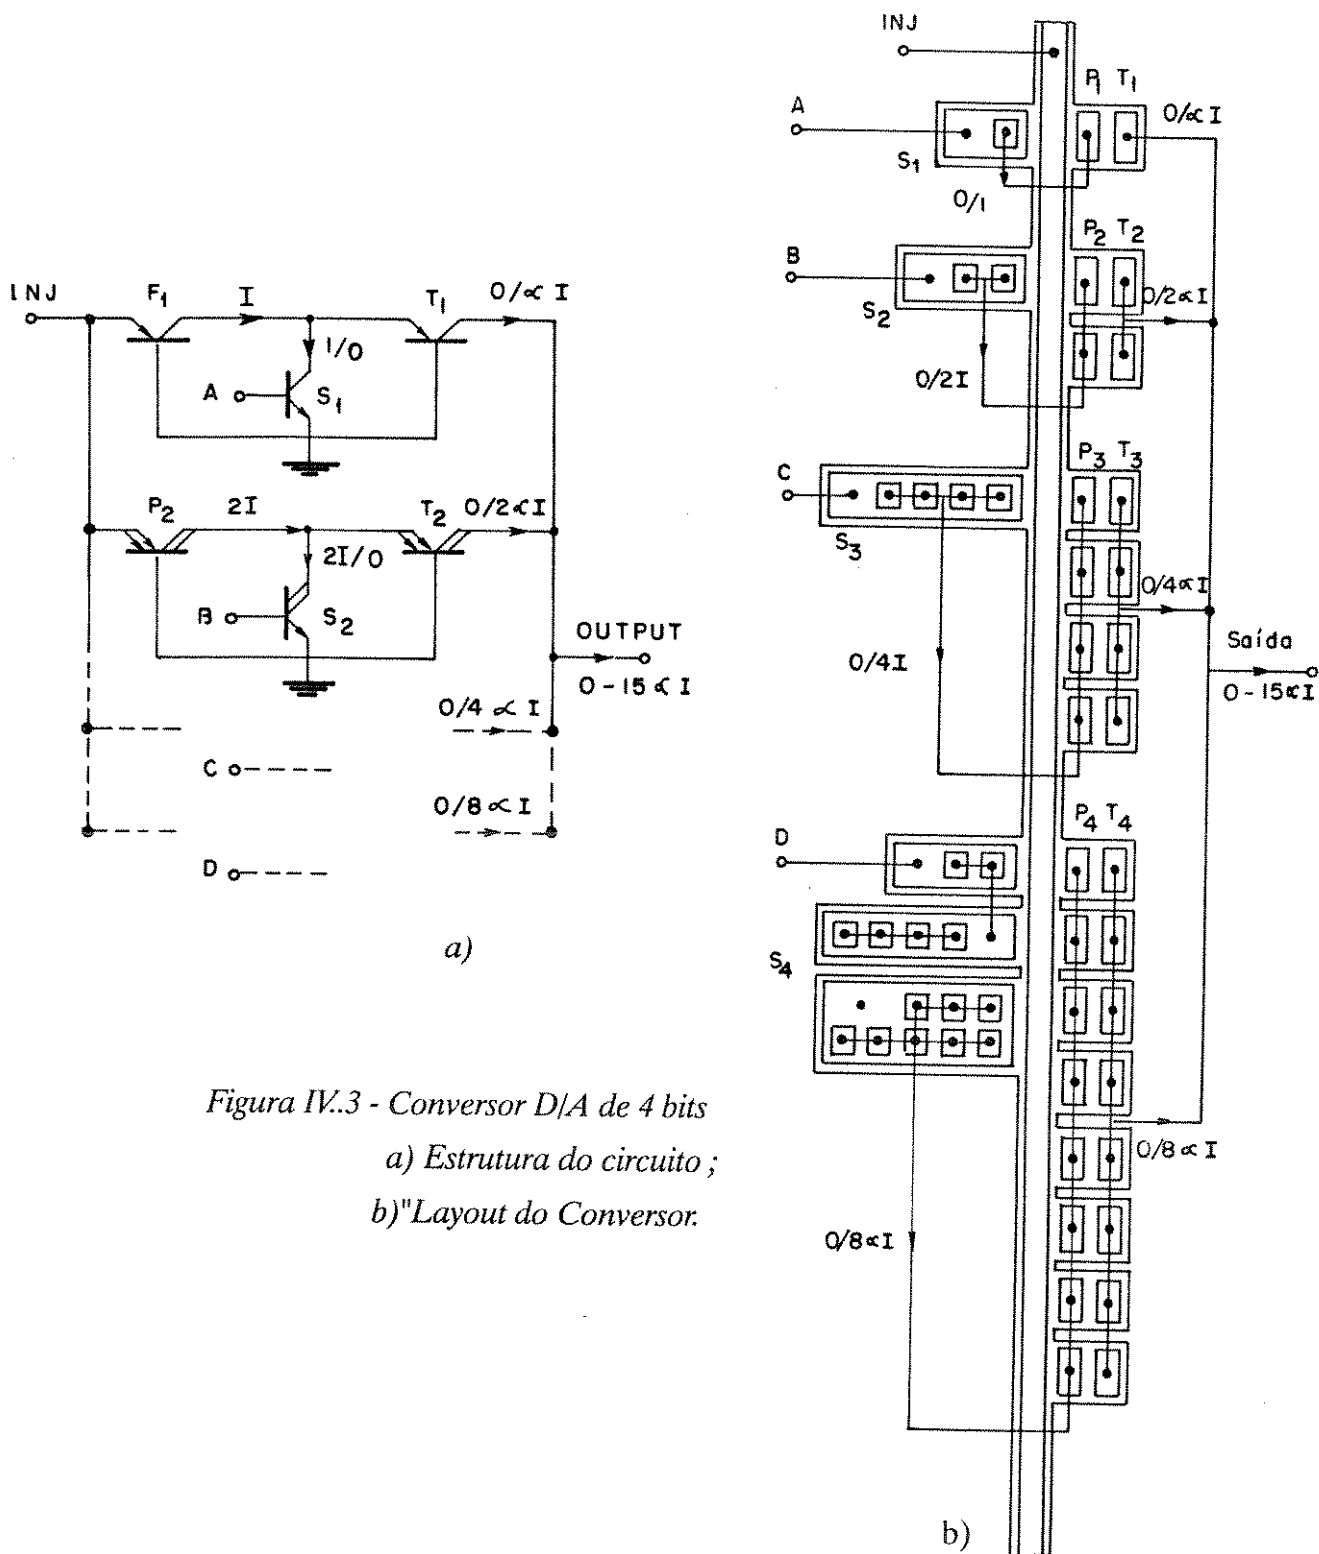 INJ
F₁
I
T₁
0/∝ I
1/0
A
S₁
P₂
2I
T₂
0/2∝I
2I/0
B
S₂
OUTPUT
0-15∝I
0/4 ∝ I
C
0/8 ∝ I
D
a)
Figura IV..3 - Conversor D/A de 4 bits
a) Estrutura do circuito ;
b)"Layout do Conversor.
INJ
P₁ T₁
A
0/∝ I
S₁
0/1
P₂ T₂
B
0/2∝I
S₂
0/2I
P₃ T₃
C
S₃
0/4∝I
0/4I
Saída
0-15∝I
P₄ T₄
D
S₄
0/8∝I
0/8∝I
b)